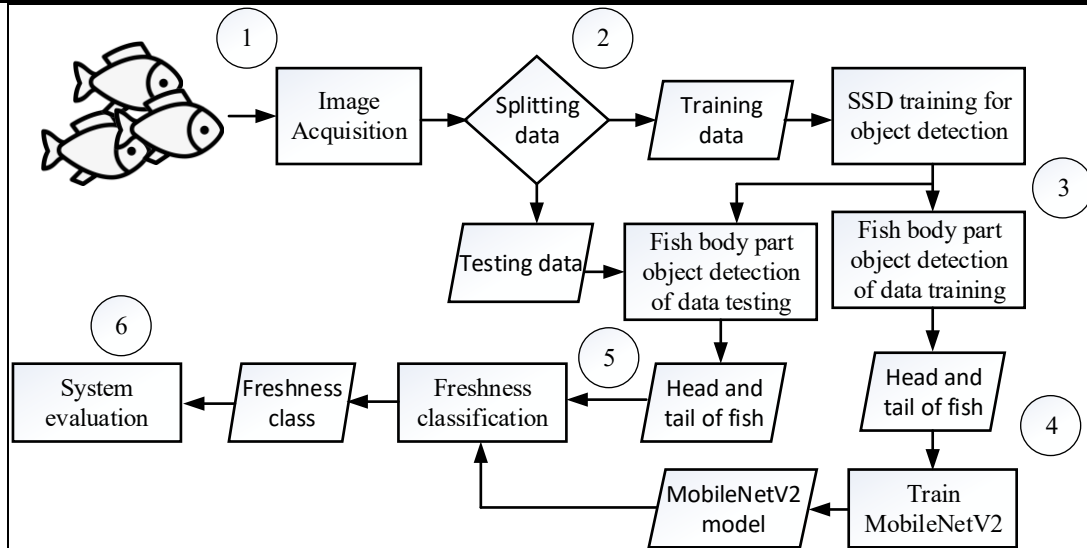 1
Image
Acquisition
2
Splitting
data
Training
data
SSD training for
object detection
3
Testing data
Fish body part
object detection
of data testing
Fish body part
object detection
of data training
Head and
tail of fish
4
Train
MobileNetV2
MobileNetV2
model
Head and
tail of fish
5
Freshness
classification
Freshness
class
6
System
evaluation